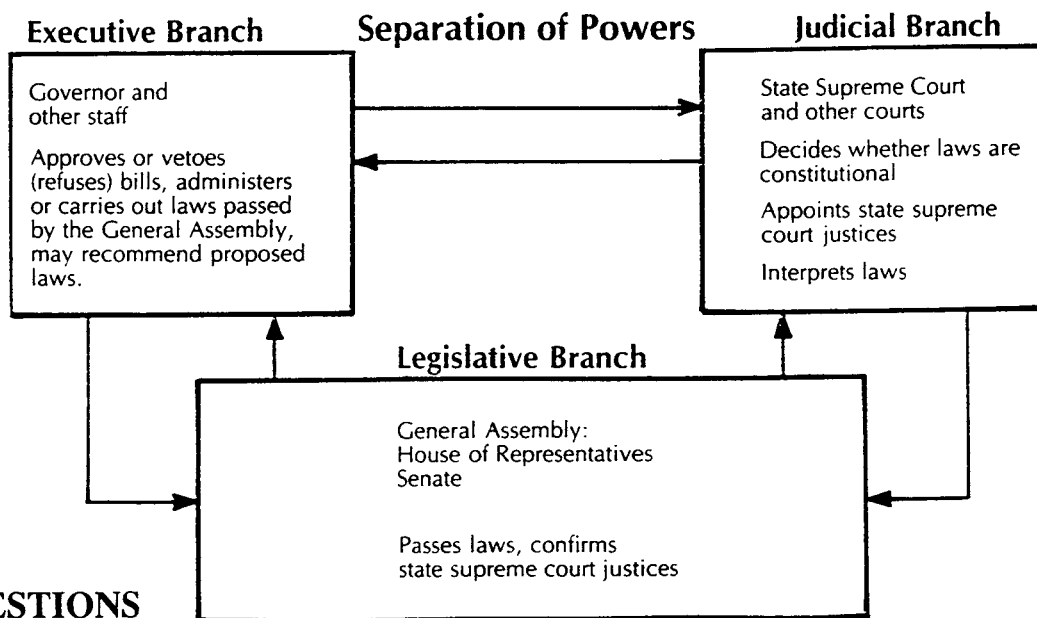 Separation of Powers
Executive Branch
Governor and
other staff
Approves or vetoes
(refuses) bills, administers
or carries out laws passed
by the General Assembly,
may recommend proposed
laws.
Judicial Branch
State Supreme Court
and other courts
Decides whether laws are
constitutional
Appoints state supreme
court justices
Interprets laws
Legislative Branch
General Assembly:
House of Representatives
Senate
Passes laws, confirms
state supreme court justices
ESTIONS